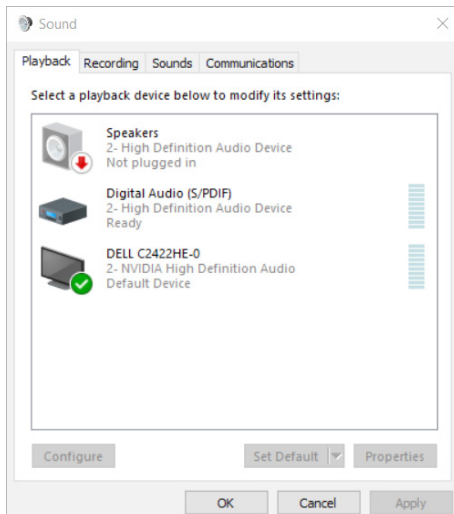 Sound
Playback Recording Sounds Communications
Select a playback device below to modify its settings:
Speakers
2- High Definition Audio Device
Not plugged in
Digital Audio (S/PDIF)
2- High Definition Audio Device
Ready
DELL C2422HE-0
2- NVIDIA High Definition Audio
Default Device
Configure Set Default Properties
OK Cancel Apply